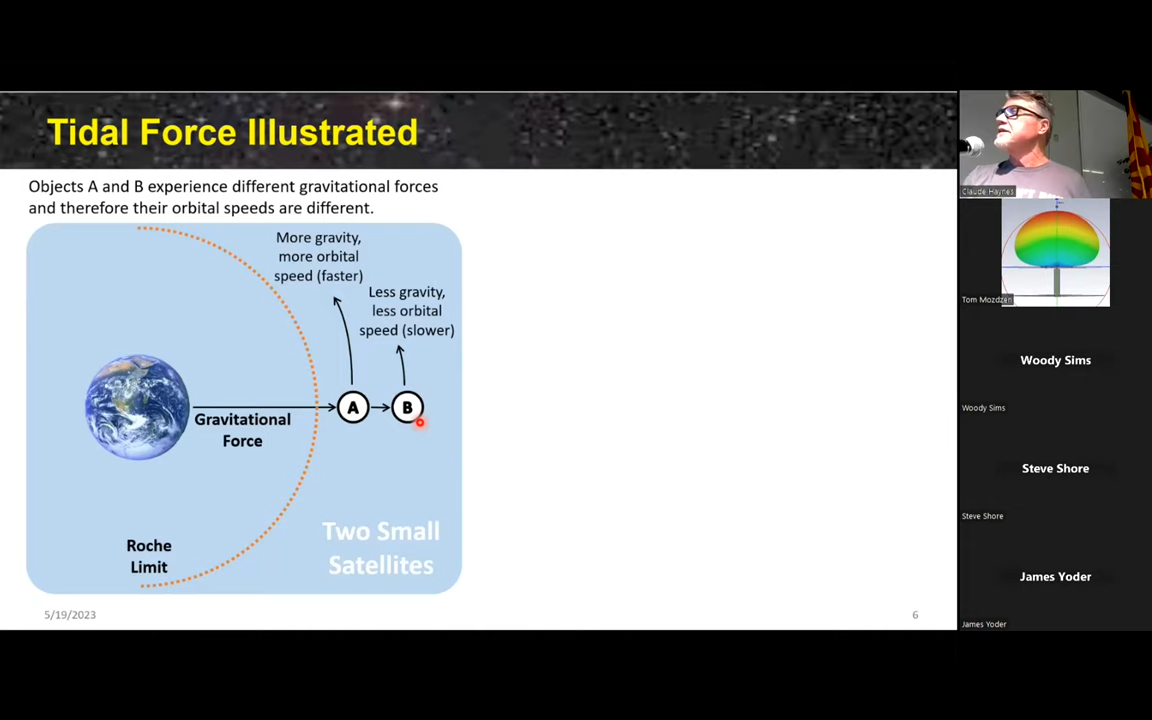 Tidal Force Illustrated
Objects A and B experience different gravitational forces
and therefore their orbital speeds are different.
More gravity,
more orbital
speed (faster)
Less gravity,
less orbital
speed (slower)
A
B
Gravitational
Force
Two Small
Satellites
Roche
Limit
5/19/2023
6
Claude Haynes
Tom Mozdzen
Woody Sims
Woody Sims
Steve Shore
Steve Shore
James Yoder
James Yoder